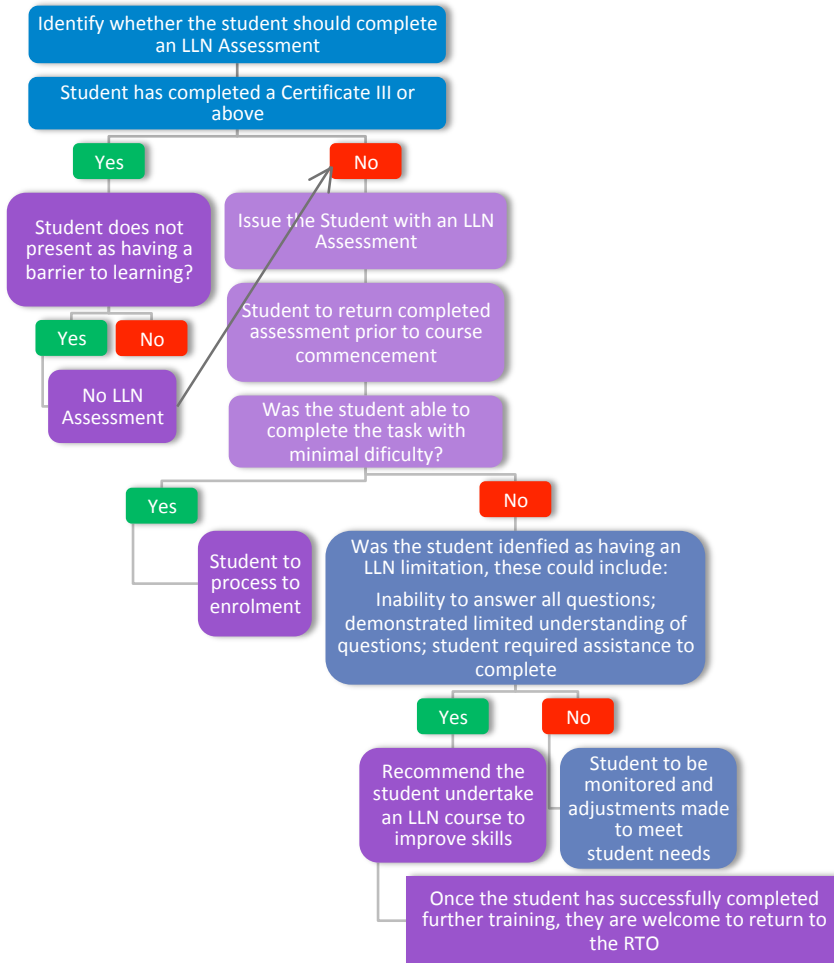 Identify whether the student should complete
an LLN Assessment
Student has completed a Certificate III or
above
Yes
No
Student does not
present as having a
barrier to learning?
Issue the Student with an LLN
Assessment
Student to return completed
assessment prior to course
commencement
Yes
No
No LLN
Assessment
Was the student able to
complete the task with
minimal dificulty?
Yes
No
Student to
process to
enrolment
Was the student idenfied as having an
LLN limitation, these could include:
Inability to answer all questions;
demonstrated limited understanding of
questions; student required assistance to
complete
Yes
No
Recommend the
student undertake
an LLN course to
improve skills
Student to be
monitored and
adjustments made
to meet
student needs
Once the student has successfully completed
further training, they are welcome to return to
the RTO